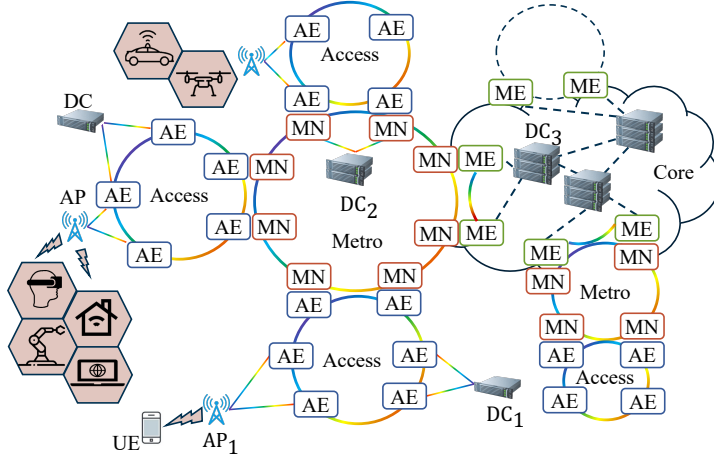 AE AE
Access
ME ME
DC
AE AE
MN MN
DC₃
AE AE MN
DC₂
MN ME
Core
AP
AE Access
AE MN
Metro
MN ME
ME
AE
MN MN
MN MN
Metro
AE AE
MN MN
AE Access AE
AE AE
Access
AE AE
DC₁
AE AE
UE
AP₁